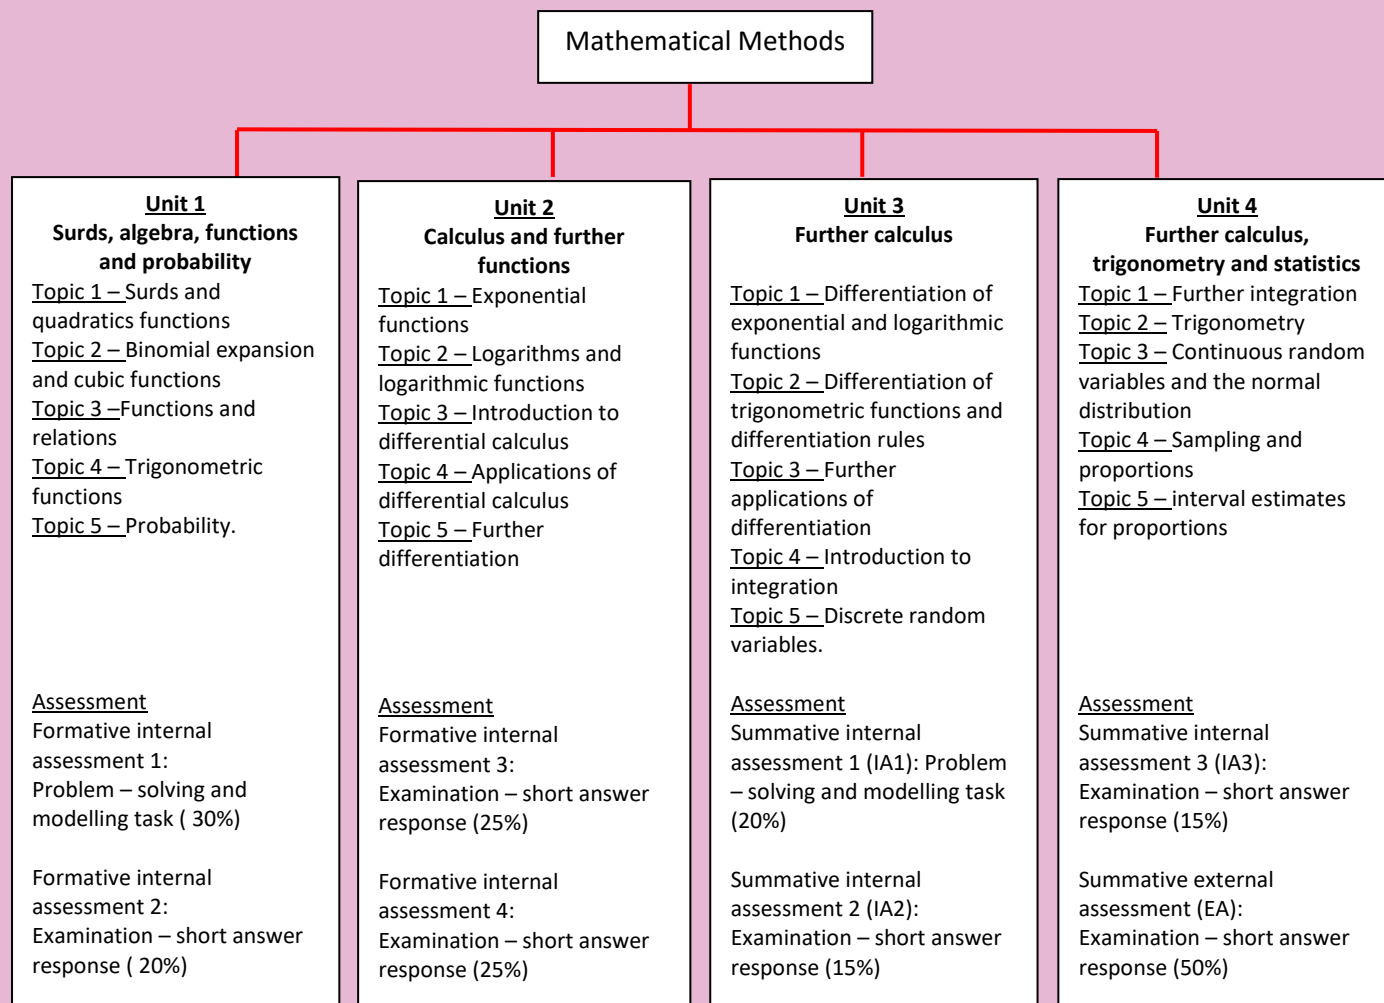 Mathematical Methods
Unit 1
Surds, algebra, functions
and probability
Topic 1 – Surds and
quadratics functions
Topic 2 – Binomial expansion
and cubic functions
Topic 3 –Functions and
relations
Topic 4 – Trigonometric
functions
Topic 5 – Probability.
Assessment
Formative internal
assessment 1:
Problem – solving and
modelling task ( 30%)
Formative internal
assessment 2:
Examination – short answer
response ( 20%)
Unit 2
Calculus and further
functions
Topic 1 – Exponential
functions
Topic 2 – Logarithms and
logarithmic functions
Topic 3 – Introduction to
differential calculus
Topic 4 – Applications of
differential calculus
Topic 5 – Further
differentiation
Assessment
Formative internal
assessment 3:
Examination – short answer
response (25%)
Formative internal
assessment 4:
Examination – short answer
response (25%)
Unit 3
Further calculus
Topic 1 – Differentiation of
exponential and logarithmic
functions
Topic 2 – Differentiation of
trigonometric functions and
differentiation rules
Topic 3 – Further
applications of
differentiation
Topic 4 – Introduction to
integration
Topic 5 – Discrete random
variables.
Assessment
Summative internal
assessment 1 (IA1): Problem
– solving and modelling task
(20%)
Summative internal
assessment 2 (IA2):
Examination – short answer
response (15%)
Unit 4
Further calculus,
trigonometry and statistics
Topic 1 – Further integration
Topic 2 – Trigonometry
Topic 3 – Continuous random
variables and the normal
distribution
Topic 4 – Sampling and
proportions
Topic 5 – interval estimates
for proportions
Assessment
Summative internal
assessment 3 (IA3):
Examination – short answer
response (15%)
Summative external
assessment (EA):
Examination – short answer
response (50%)